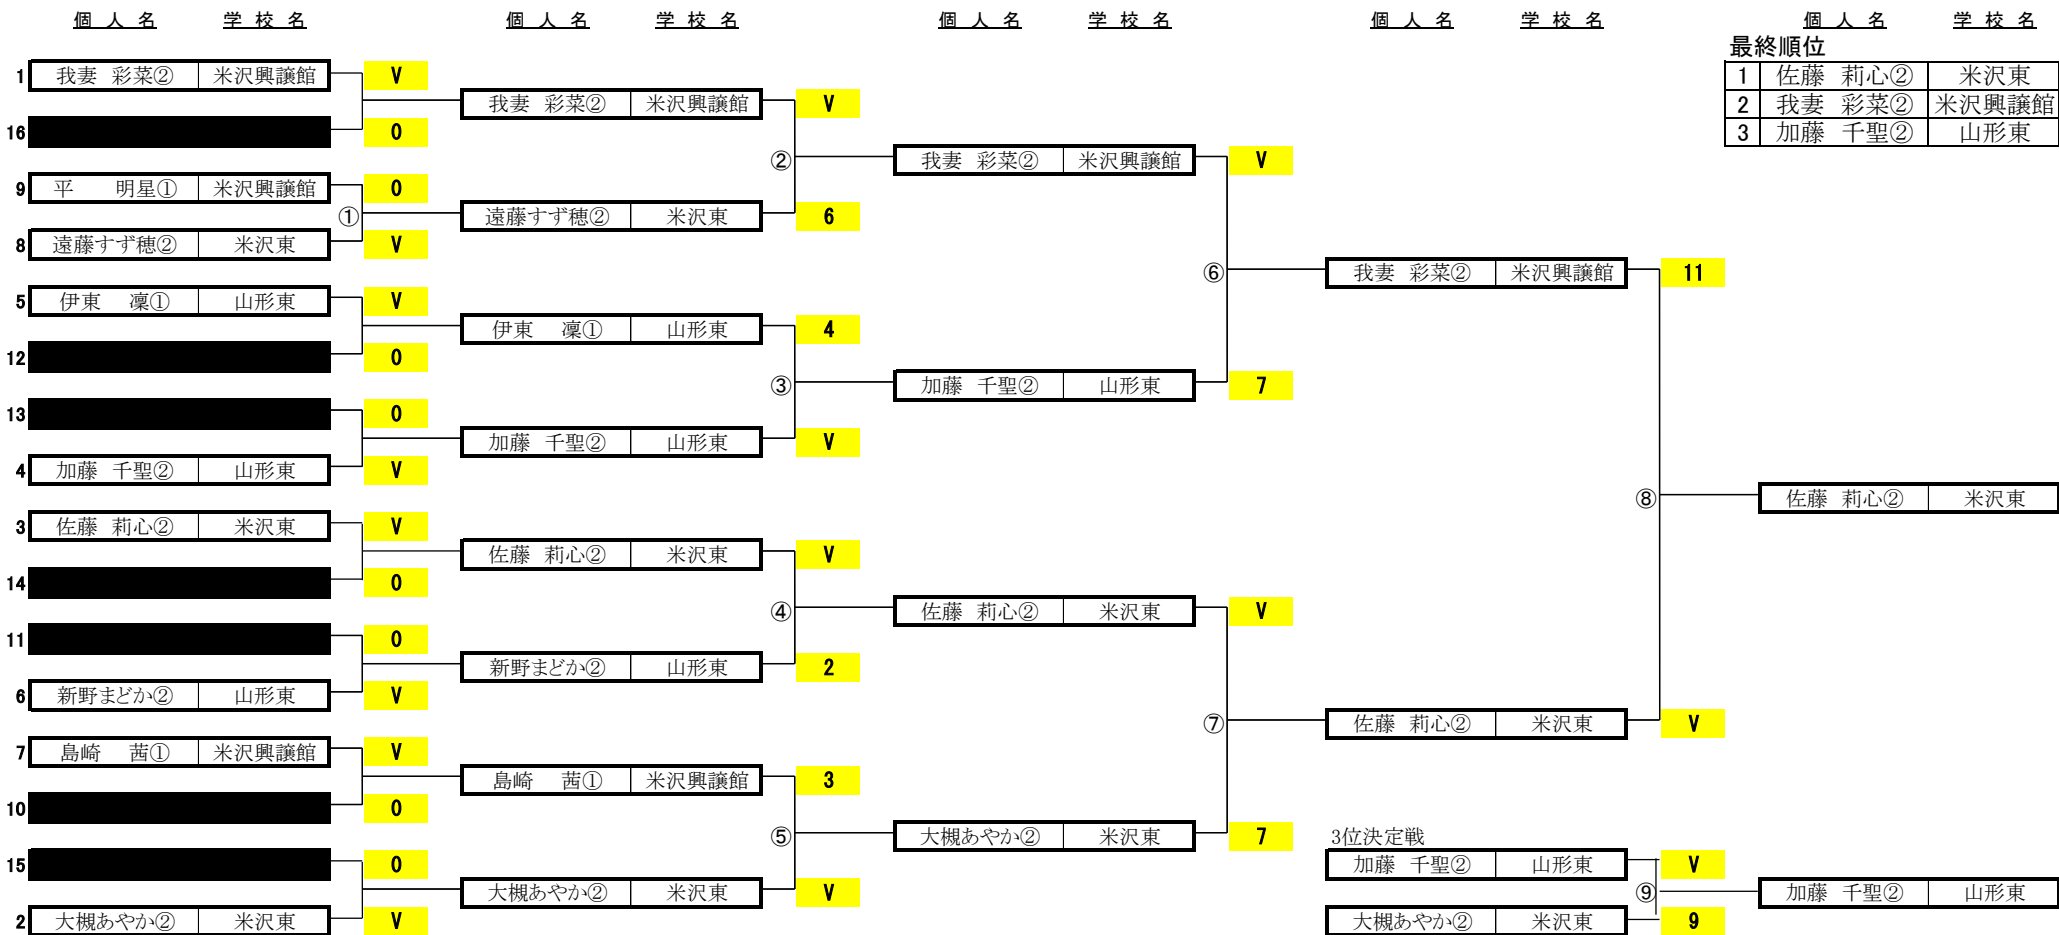 個 人 名 学 校 名 個 人 名 学 校 名 個 人 名 学 校 名 個 人 名 学 校 名 個 人 名 学 校 名
最終順位
1 佐藤 莉心② 米沢東
2 我妻 彩菜② 米沢興譲館
3 加藤 千聖② 山形東
1 我妻 彩菜② 米沢興譲館 V
我妻 彩菜② 米沢興譲館 V
16 0
② 我妻 彩菜② 米沢興譲館 V
9 平 明星① 米沢興譲館 0
① 遠藤すず穂② 米沢東 6
8 遠藤すず穂② 米沢東 V
⑥ 我妻 彩菜② 米沢興譲館 11
5 伊東 凜① 山形東 V
伊東 凜① 山形東 4
12 0
③ 加藤 千聖② 山形東 7
13 0
加藤 千聖② 山形東 V
4 加藤 千聖② 山形東 V
⑧ 佐藤 莉心② 米沢東
3 佐藤 莉心② 米沢東 V
佐藤 莉心② 米沢東 V
14 0
④ 佐藤 莉心② 米沢東 V
11 0
新野まどか② 山形東 2
6 新野まどか② 山形東 V
⑦ 佐藤 莉心② 米沢東 V
7 島崎 茜① 米沢興譲館 V
島崎 茜① 米沢興譲館 3
10 0
⑤ 大槻あやか② 米沢東 7
3位決定戦
15 0
加藤 千聖② 山形東 V
大槻あやか② 米沢東 V
⑨ 加藤 千聖② 山形東
2 大槻あやか② 米沢東 V
大槻あやか② 米沢東 9